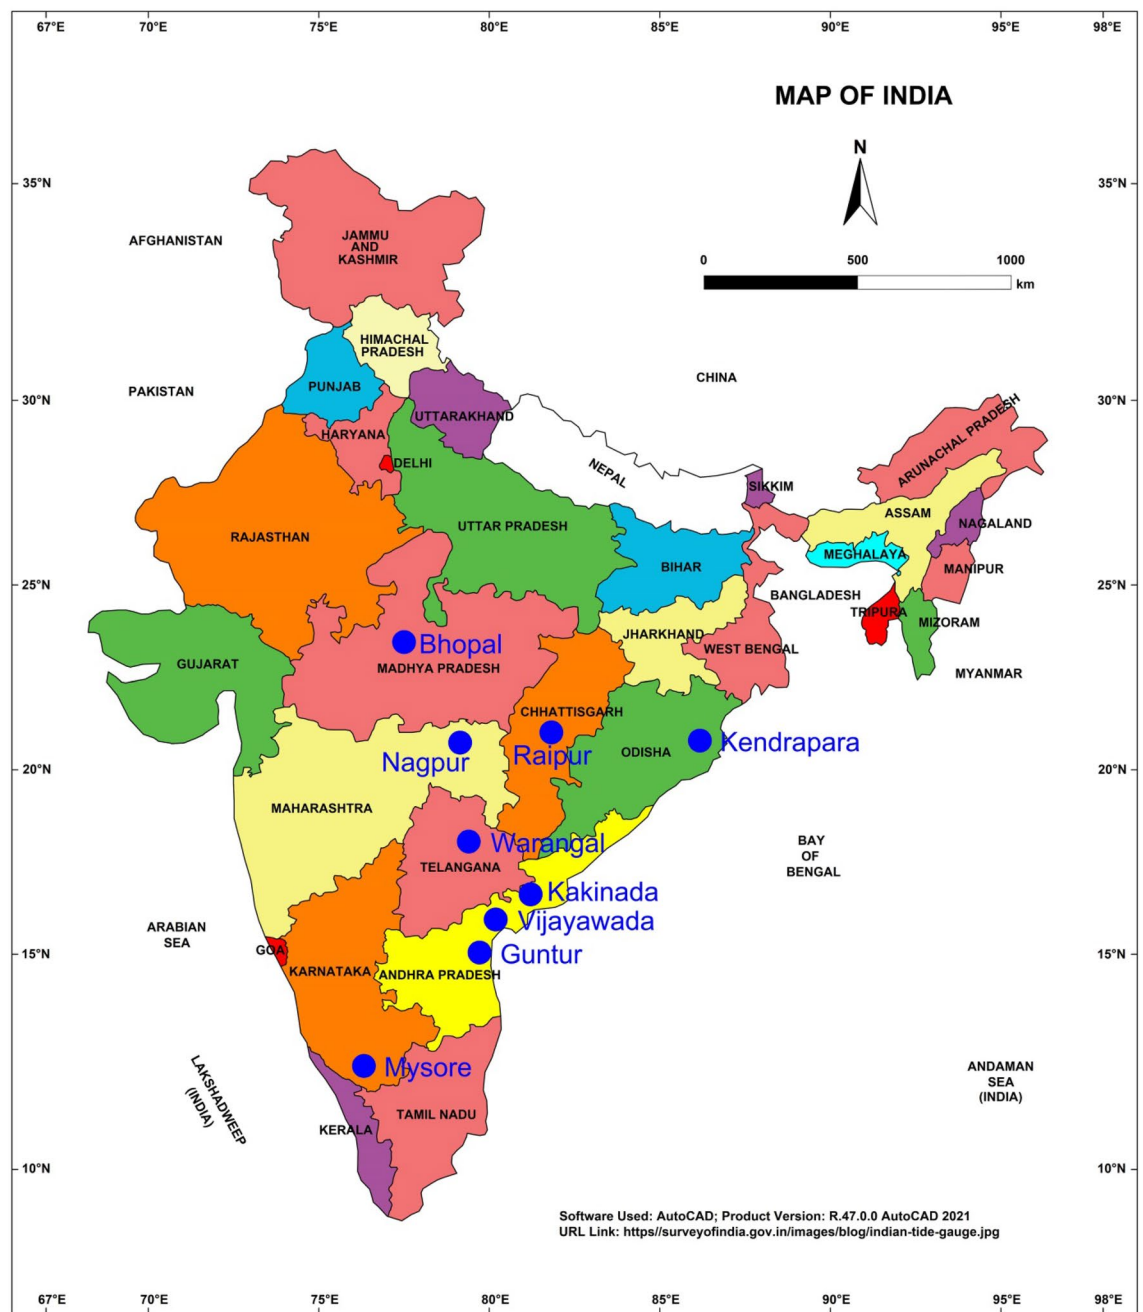 67°E 70°E 75°E 80°E 85°E 90°E 95°E 98°E
MAP OF INDIA
N
35°N 35°N
0 500 1000
km
AFGHANISTAN
JAMMU
AND
KASHMIR
HIMACHAL
PRADESH
CHINA
PAKISTAN
PUNJAB
30°N 30°N
UTTARAKHAND
HARYANA
ARUNACHAL PRADESH
DELHI
NEPAL
SIKKIM
ASSAM
NAGALAND
UTTAR PRADESH
RAJASTHAN
MEGHALAYA
BIHAR
MANIPUR
25°N 25°N
BANGLADESH
TRIPURA
MIZORAM
JHARKHAND
Bhopal
WEST BENGAL
GUJARAT
MADHYA PRADESH
MYANMAR
CHHATTISGARH
Kendrapara
ODISHA
Raipur
Nagpur
20°N 20°N
MAHARASHTRA
Warangal
BAY
OF
BENGAL
TELANGANA
Kakinada
Vijayawada
ARABIAN
SEA
GOA
Guntur
15°N 15°N
KARNATAKA
ANDHRA PRADESH
Mysore
ANDAMAN
SEA
(INDIA)
LAKSHADWEEP
(INDIA)
TAMIL NADU
KERALA
10°N 10°N
Software Used: AutoCAD; Product Version: R.47.0.0 AutoCAD 2021
URL Link: https//surveyofindia.gov.in/images/blog/indian-tide-gauge.jpg
67°E 70°E 75°E 80°E 85°E 90°E 95°E 98°E